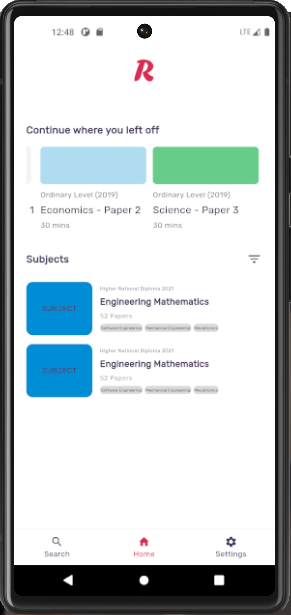 12:48
LTE
R
Continue where you left off
Ordinary Level (2019)
Ordinary Level (2019)
1
Economics - Paper 2
Science - Paper 3
30 mins
30 mins
Subjects
SUBJECT
Higher National Diploma 2021
Engineering Mathematics
52 Papers
Software Engineering
Mechanical Engineering
Mechatronics
SUBJECT
Higher National Diploma 2021
Engineering Mathematics
52 Papers
Software Engineering
Mechanical Engineering
Mechatronics
Search
Home
Settings